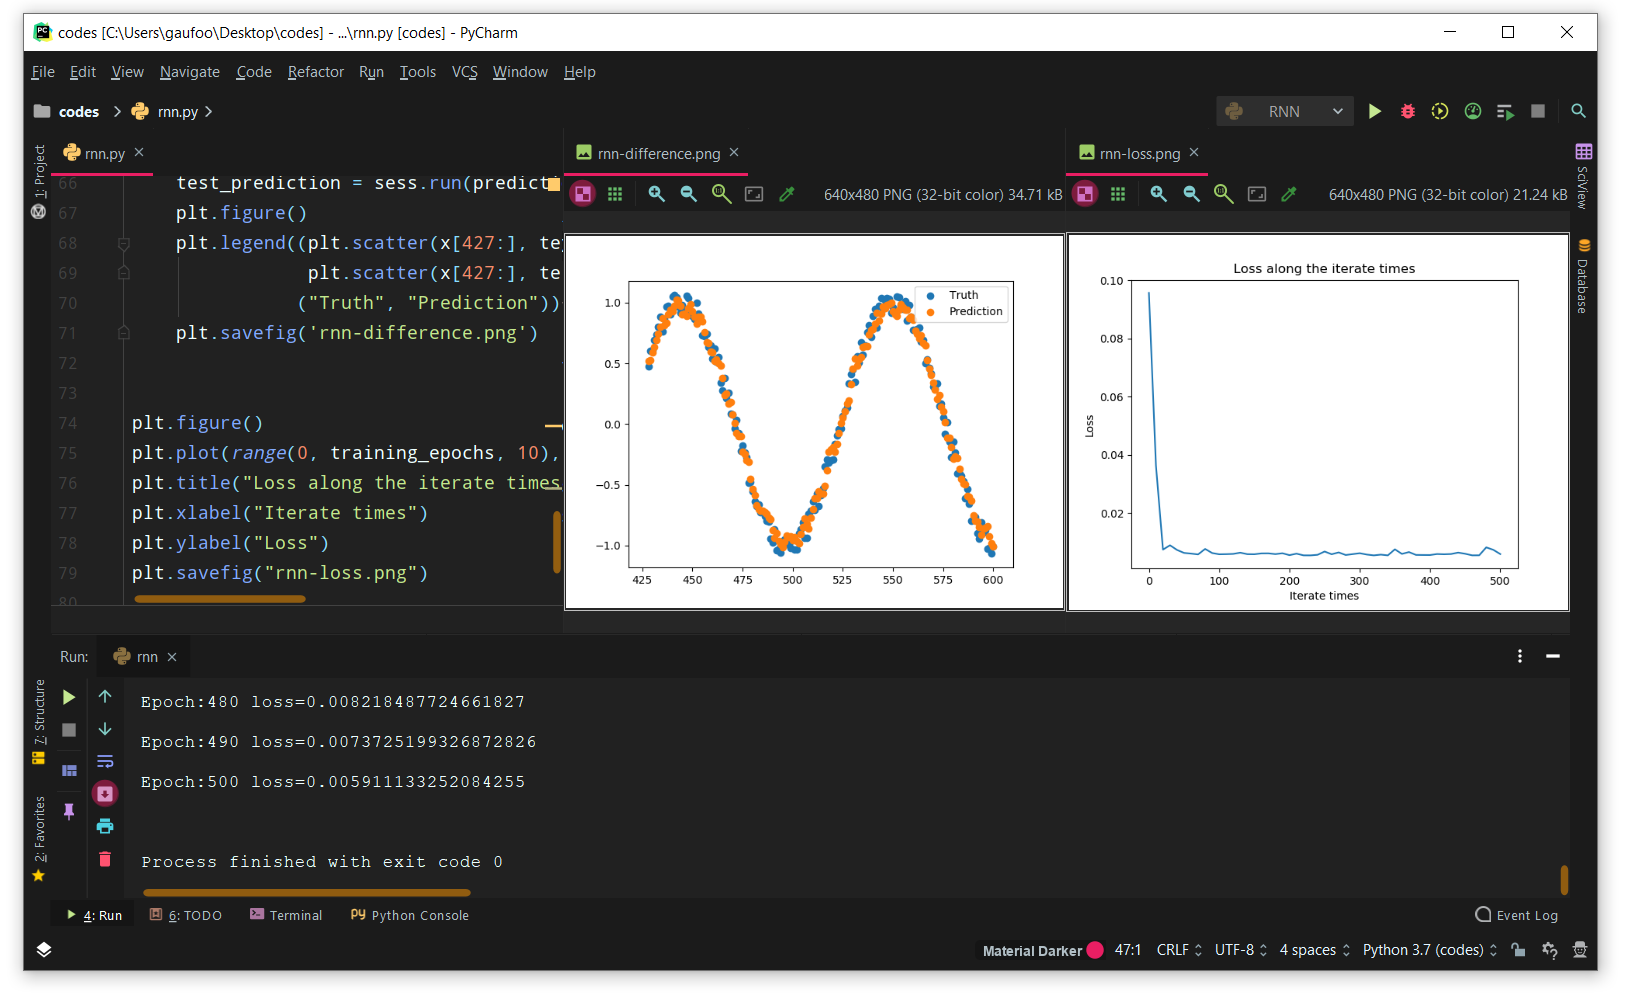 codes [C:\Users\gaufoo\Desktop\codes] - ...\rnn.py [codes] - PyCharm
File Edit View Navigate Code Refactor Run Tools VCS Window Help
codes rnn.py RNN
1: Project
rnn.py
66 test_prediction = sess.run(predicti
67 plt.figure()
68 plt.legend((plt.scatter(x[427:], te
69 plt.scatter(x[427:], te
70 ("Truth", "Prediction"))
71 plt.savefig('rnn-difference.png')
72
73
74 plt.figure()
75 plt.plot(range(0, training_epochs, 10),
76 plt.title("Loss along the iterate times
77 plt.xlabel("Iterate times")
78 plt.ylabel("Loss")
79 plt.savefig("rnn-loss.png")
80
rnn-difference.png
640x480 PNG (32-bit color) 34.71 kB
Truth
Prediction
1.0
0.5
0.0
−0.5
−1.0
425 450 475 500 525 550 575 600
rnn-loss.png
640x480 PNG (32-bit color) 21.24 kB
Loss along the iterate times
0.10
0.08
0.06
0.04
0.02
Loss
0 100 200 300 400 500
Iterate times
SciView
Database
Run: rnn
7: Structure
2: Favorites
Epoch:480 loss=0.008218487724661827
Epoch:490 loss=0.0073725199326872826
Epoch:500 loss=0.005911133252084255
Process finished with exit code 0
4: Run 6: TODO Terminal Python Console Event Log
Material Darker 47:1 CRLF UTF-8 4 spaces Python 3.7 (codes)